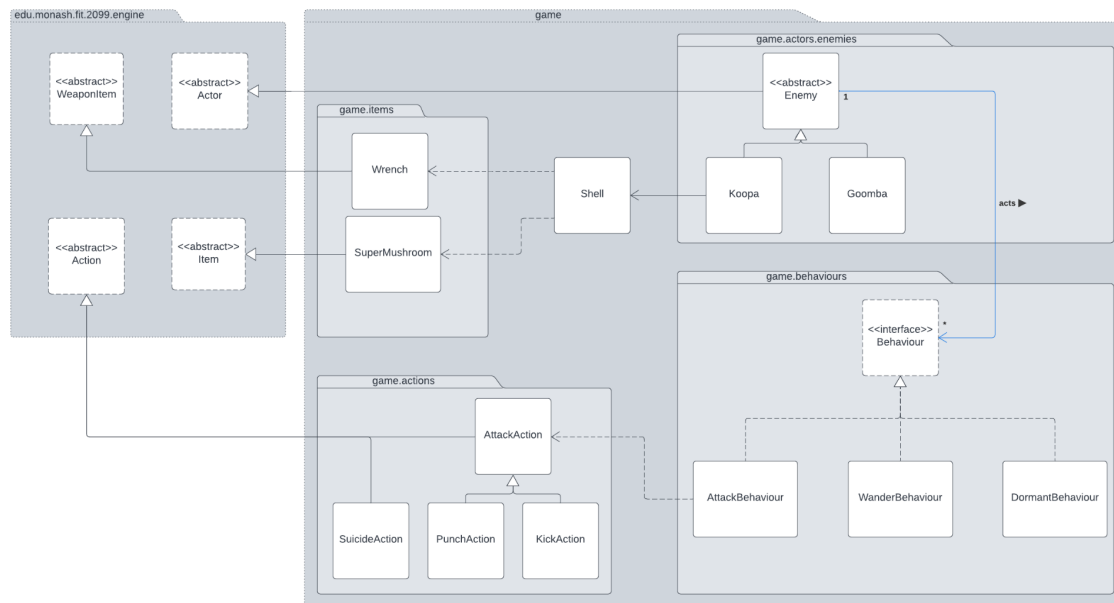 edu.monash.fit.2099.engine
game
game.actors.enemies
<<abstract>>
WeaponItem
<<abstract>>
Actor
<<abstract>>
Enemy
1
game.items
Wrench
Shell
Koopa
Goomba
acts ▶
<<abstract>>
Action
<<abstract>>
Item
SuperMushroom
game.behaviours
<<interface>>
Behaviour
*
game.actions
AttackAction
AttackBehaviour
WanderBehaviour
DormantBehaviour
SuicideAction
PunchAction
KickAction